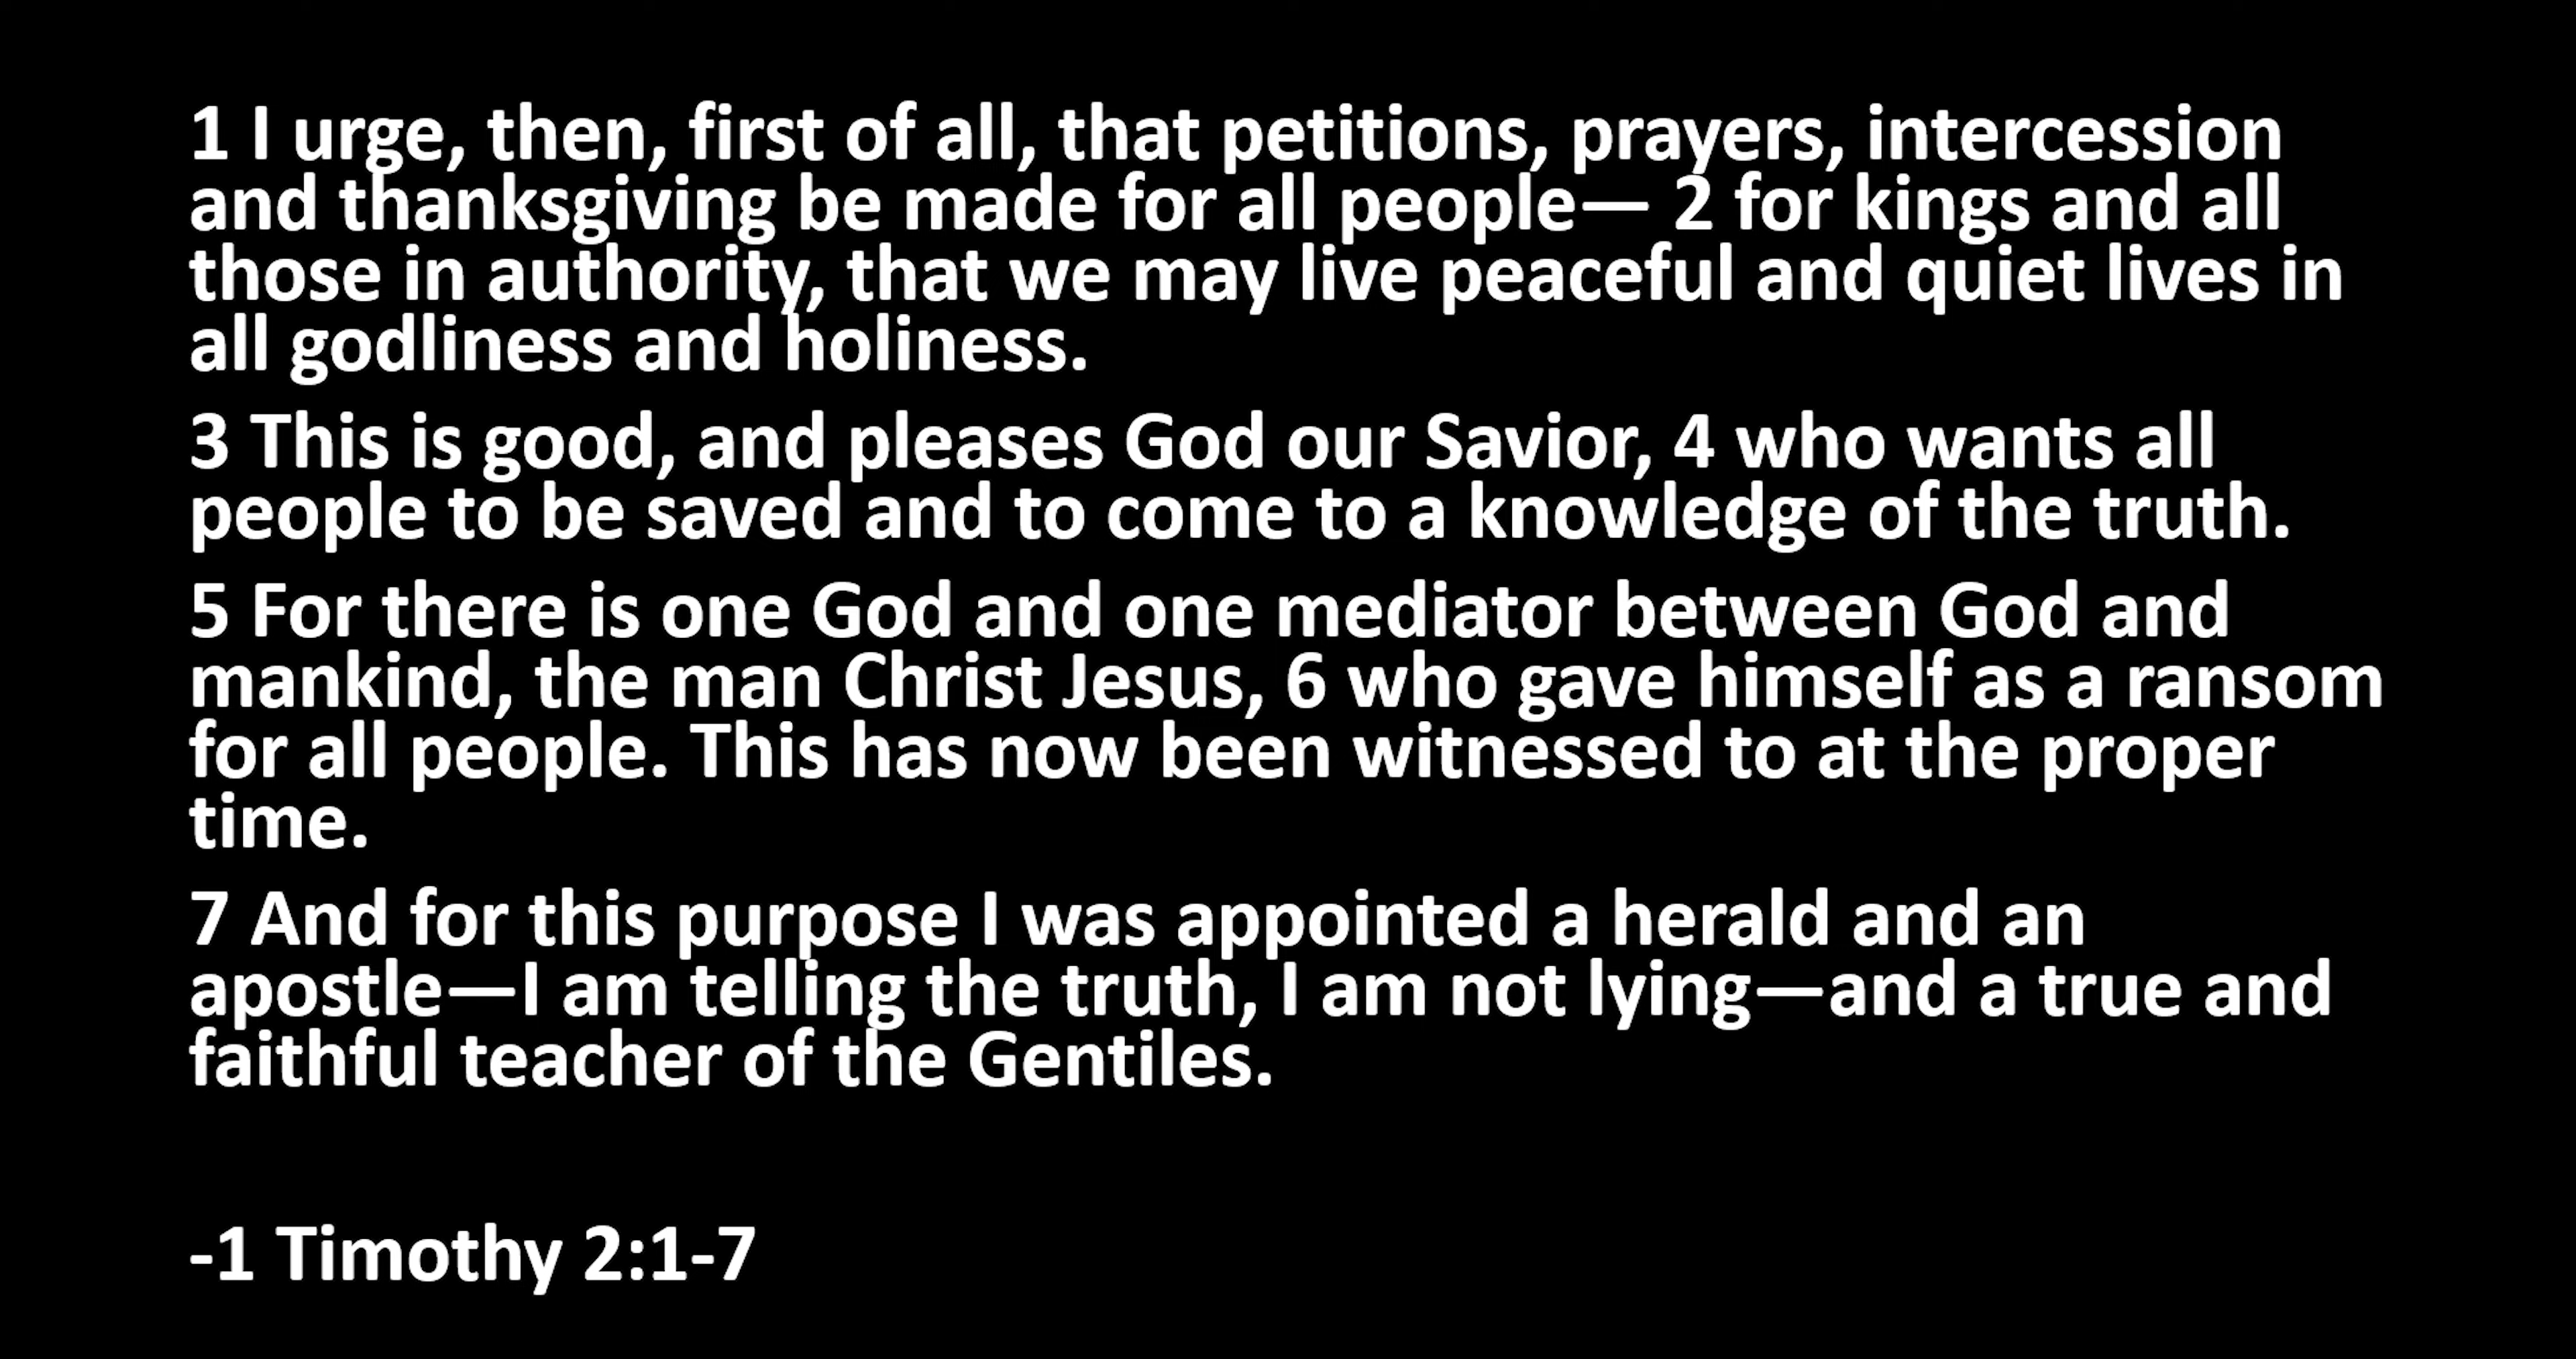 1 I urge, then, first of all, that petitions, prayers, intercession
and thanksgiving be made for all people— 2 for kings and all
those in authority, that we may live peaceful and quiet lives in
all godliness and holiness.
3 This is good, and pleases God our Savior, 4 who wants all
people to be saved and to come to a knowledge of the truth.
5 For there is one God and one mediator between God and
mankind, the man Christ Jesus, 6 who gave himself as a ransom
for all people. This has now been witnessed to at the proper
time.
7 And for this purpose I was appointed a herald and an
apostle—I am telling the truth, I am not lying—and a true and
faithful teacher of the Gentiles.
-1 Timothy 2:1-7